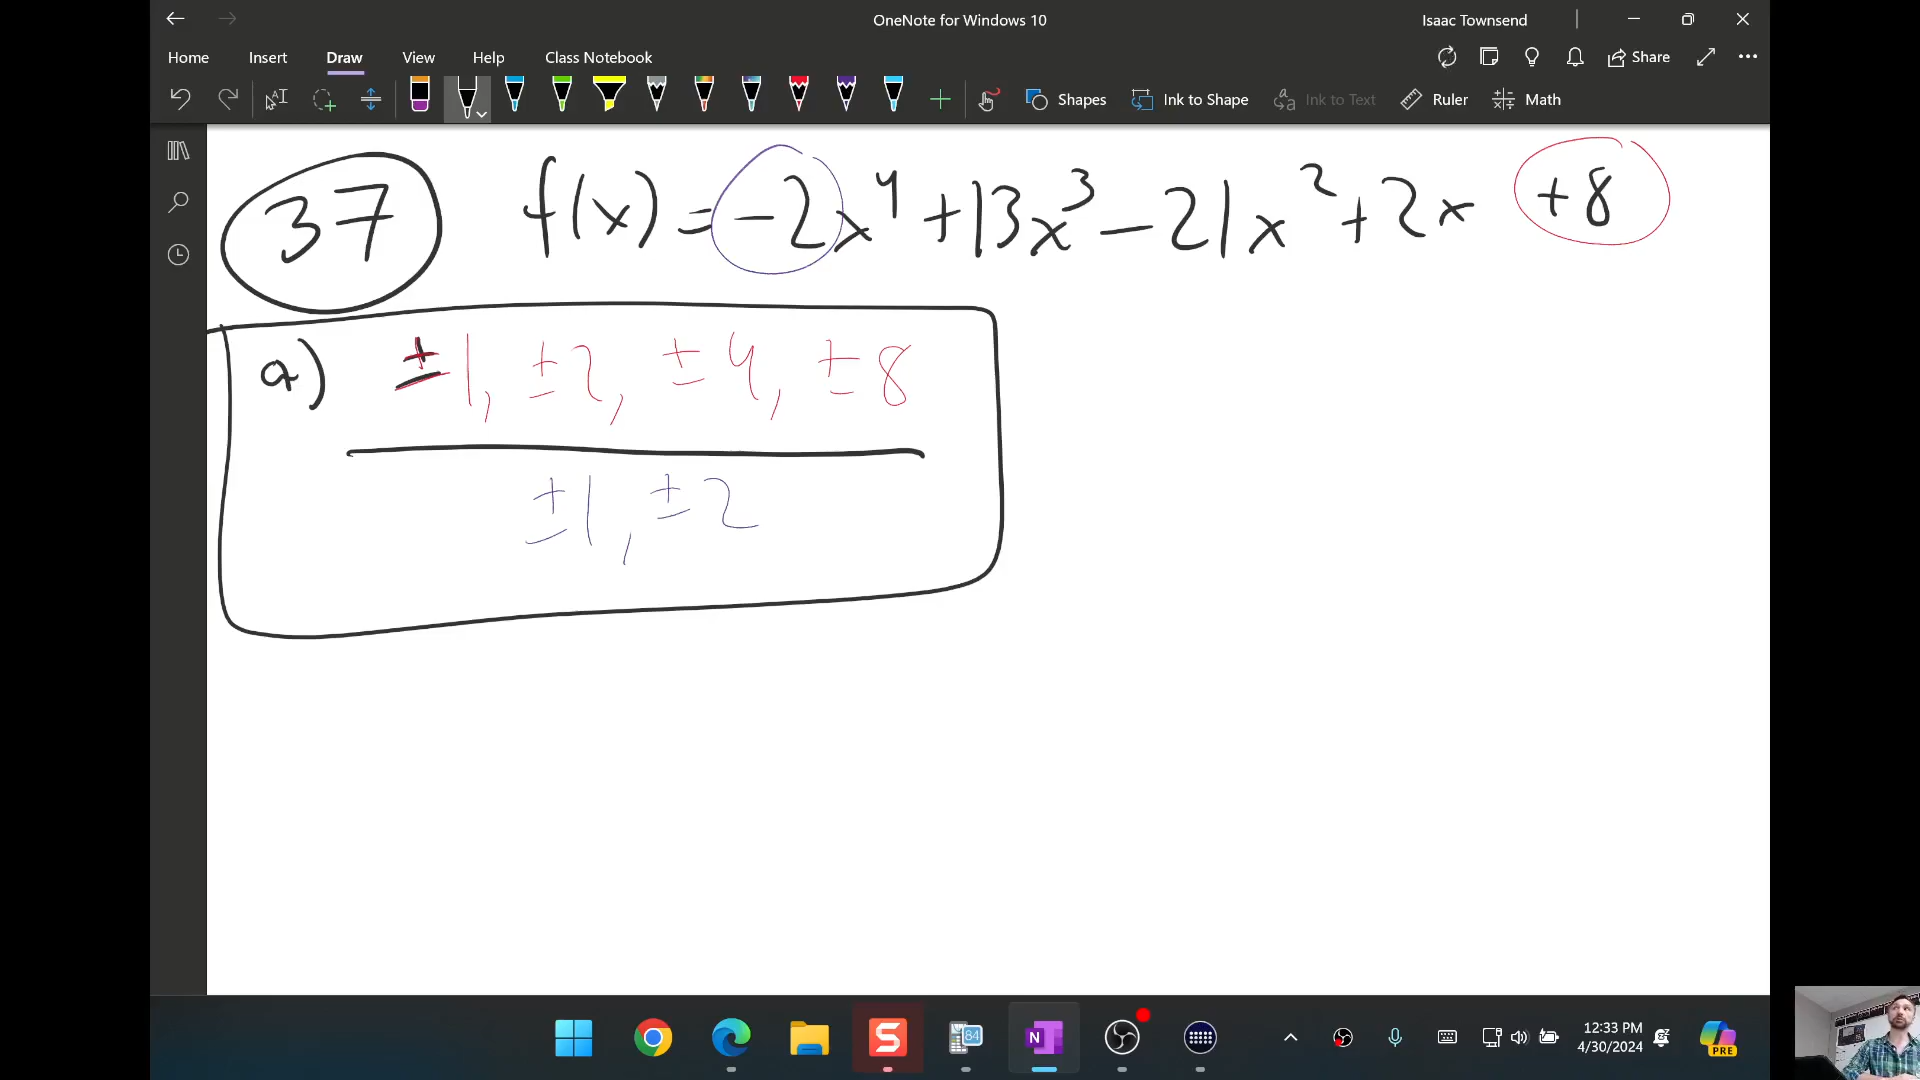 OneNote for Windows 10 Isaac Townsend
Home Insert Draw View Help Class Notebook Share
Shapes Ink to Shape Ink to Text Ruler Math
37 f(x) = -2x⁴ +13x³ -21x² +2x +8
a) ±1, ±2, ±4, ±8
±1, ±2
84
12:33 PM
4/30/2024
PRE